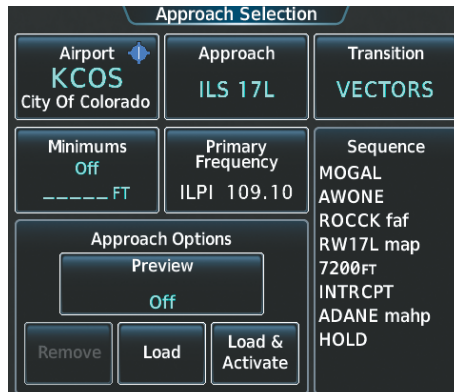 Approach Selection
Airport
KCOS
City Of Colorado
Approach
ILS 17L
Transition
VECTORS
Minimums
Off
_____FT
Primary
Frequency
ILPI 109.10
Sequence
MOGAL
AWONE
ROCCK faf
RW17L map
7200FT
INTRCPT
ADANE mahp
HOLD
Approach Options
Preview
Off
Remove
Load
Load &
Activate